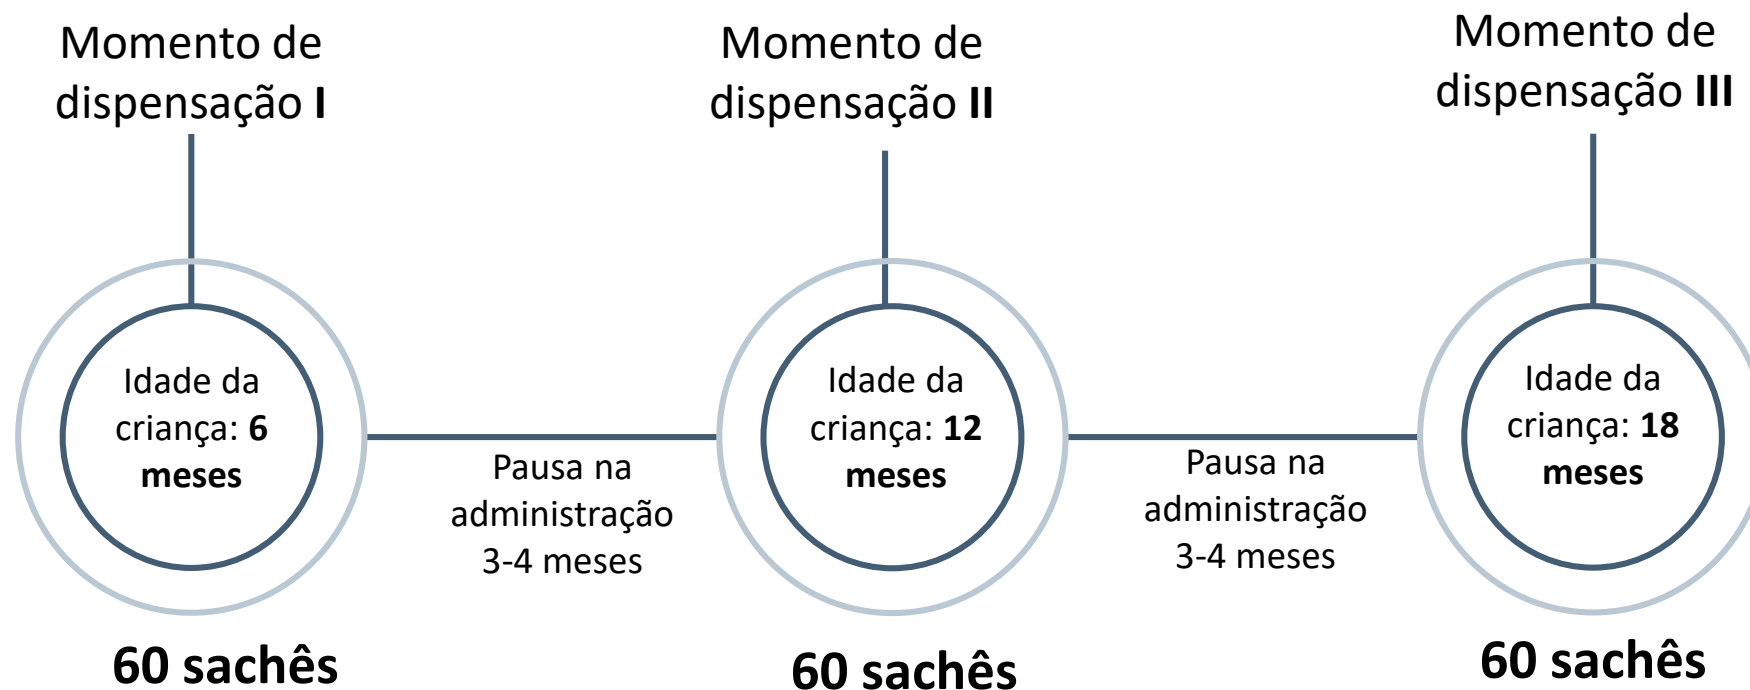 Momento de
dispensação I
Momento de
dispensação II
Momento de
dispensação III
Idade da
criança: 6
meses
Pausa na
administração
3-4 meses
Idade da
criança: 12
meses
Pausa na
administração
3-4 meses
Idade da
criança: 18
meses
60 sachês
60 sachês
60 sachês